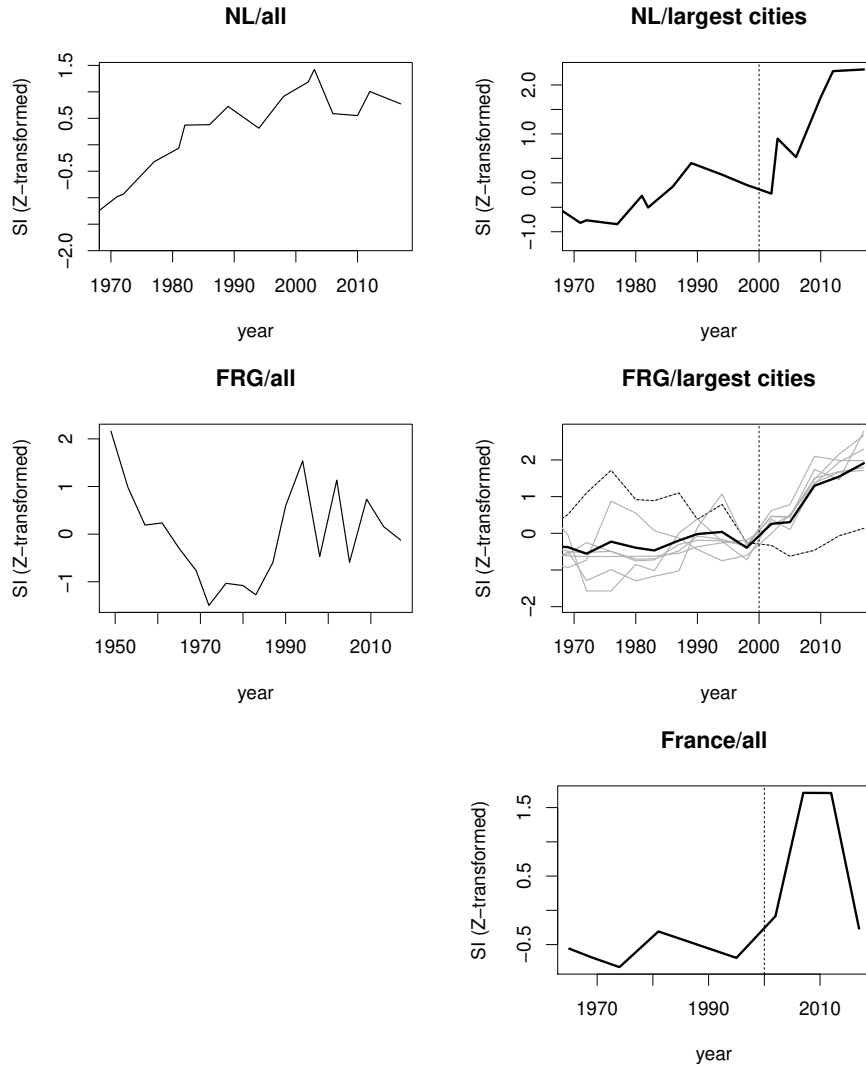 NL/all
SI (Z−transformed)
1.5
0.5
−0.5
−2.0
1970 1980 1990 2000 2010
year
NL/largest cities
SI (Z−transformed)
2.0
1.0
0.0
−1.0
1970 1980 1990 2000 2010
year
FRG/all
SI (Z−transformed)
2
1
0
−1
1950 1970 1990 2010
year
FRG/largest cities
SI (Z−transformed)
2
0
−2
1970 1980 1990 2000 2010
year
France/all
SI (Z−transformed)
1.5
0.5
−0.5
1970 1990 2010
year